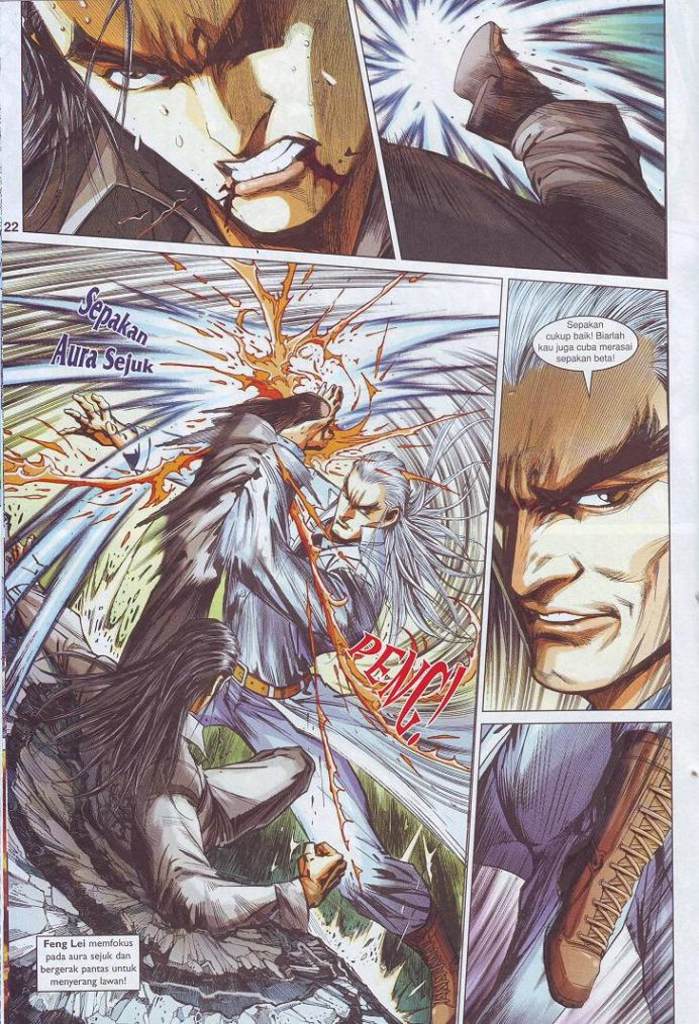 22
Sepakan
Aura Sejuk
Sepakan
cukup baik! Biarlah
kau juga cuba merasai
sepakan beta!
PENG!
Feng Lei memfokus
pada aura sejuk dan
bergerak pantas untuk
menyerang lawan!